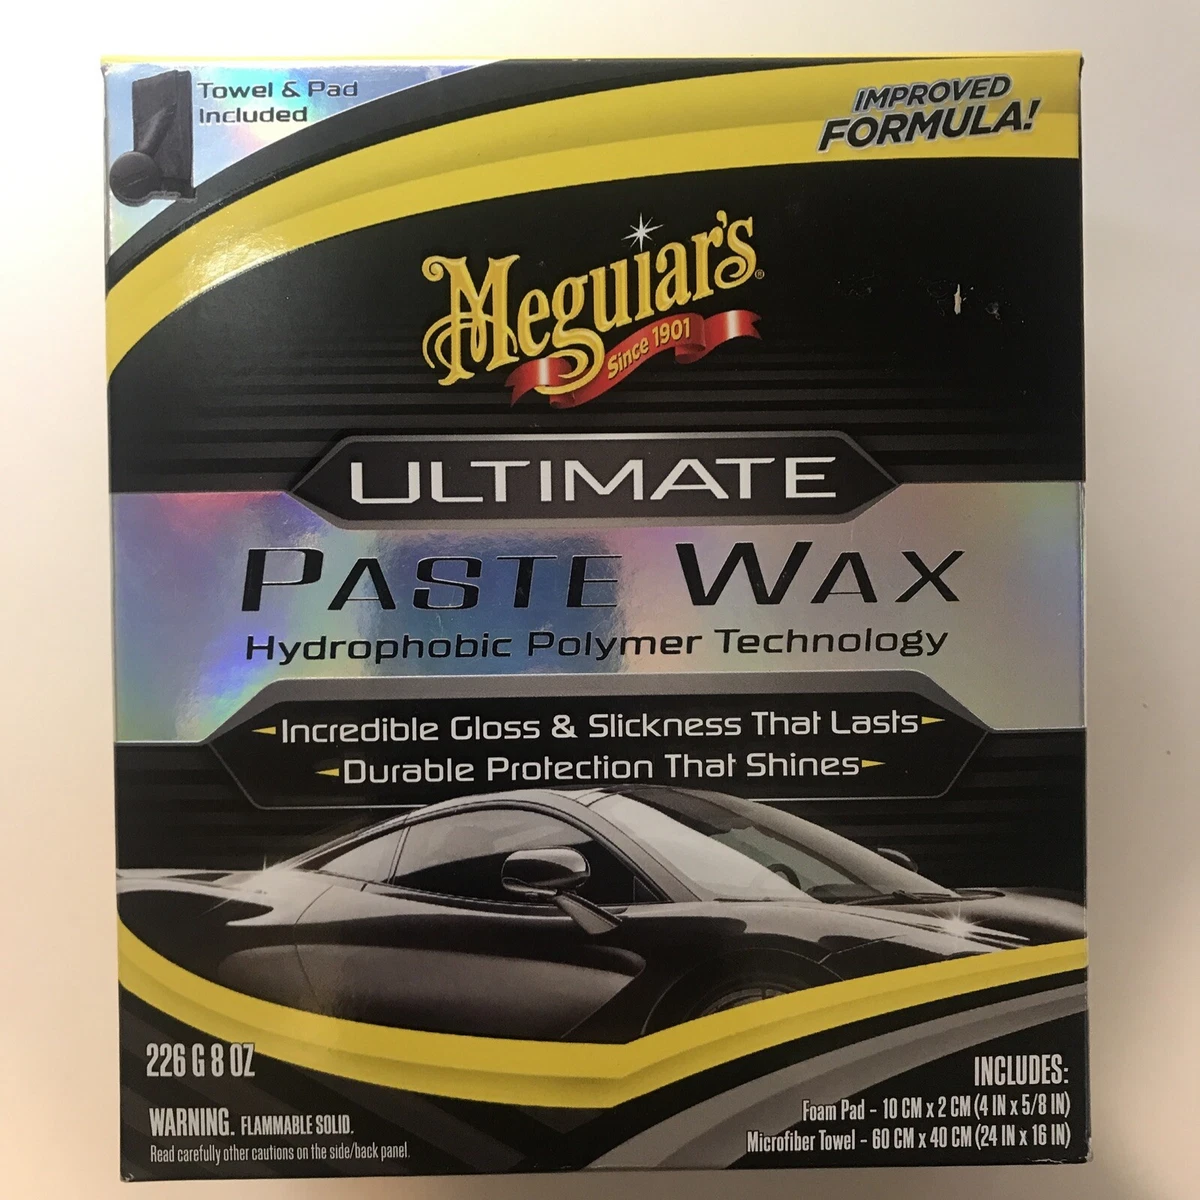 Towel & Pad
Included
IMPROVED
FORMULA!
Meguiar's®
Since 1901
ULTIMATE
PASTE WAX
Hydrophobic Polymer Technology
Incredible Gloss & Slickness That Lasts
Durable Protection That Shines
226 G 8 OZ
WARNING. FLAMMABLE SOLID.
Read carefully other cautions on the side/back panel.
INCLUDES:
Foam Pad - 10 CM x 2 CM (4 IN x 5/8 IN)
Microfiber Towel - 60 CM x 40 CM (24 IN x 16 IN)